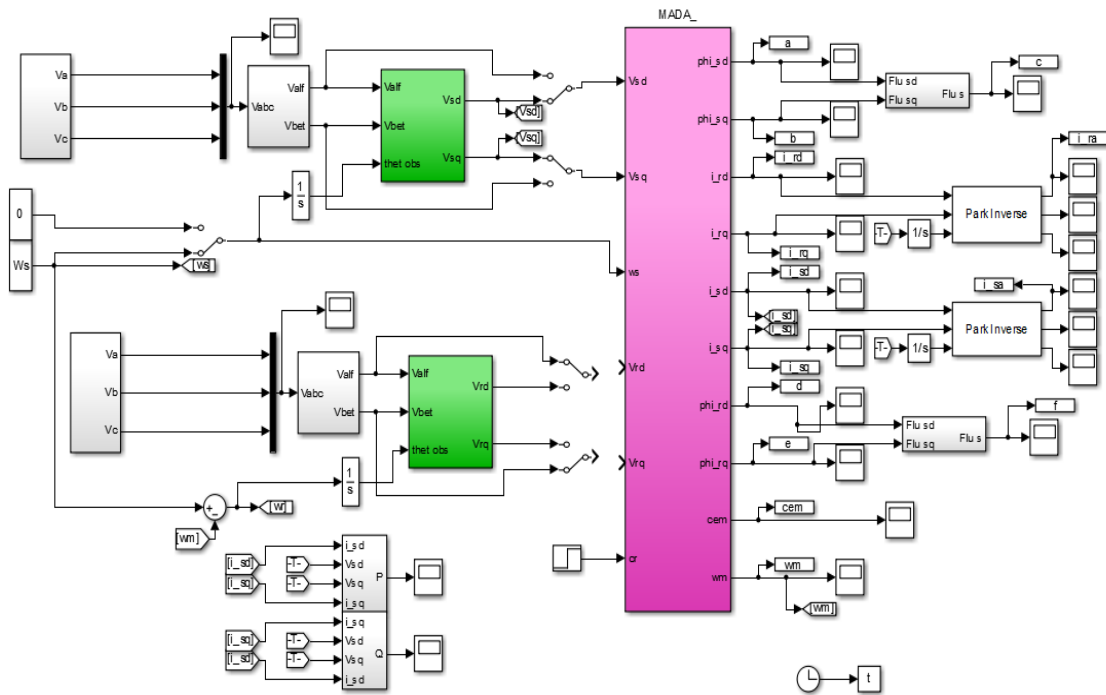 MADA_
Va
Vb
Vc
Vabc
Valf
Vbet
Valf
Vbet
thet obs
Vsd
Vsq
[Vsd]
[Vsq]
1
s
0
Ws
[ws]
Va
Vb
Vc
Vabc
Valf
Vbet
Valf
Vbet
thet obs
Vrd
Vrq
1
s
+_
[wm]
[wr]
[i_sd]
-T-
[i_sq]
-T-
i_sd
Vsd
Vsq
i_sq
P
[i_sq]
-T-
[i_sd]
-T-
i_sq
Vsd
Vsq
i_sd
Q
Vsd
Vsq
ws
Vrd
Vrq
cr
phi_sd
phi_sq
i_rd
i_rq
i_sd
i_sq
phi_rd
phi_rq
cem
wm
a
b
i_rd
i_rq
i_sd
[i_sd]
[i_sq]
i_sq
d
e
cem
wm
[wm]
Flu sd
Flu sq
Flu s
c
i_ra
-T-
1/s
Park Inverse
i_sa
-T-
1/s
Park Inverse
Flu sd
Flu sq
Flu s
f
t